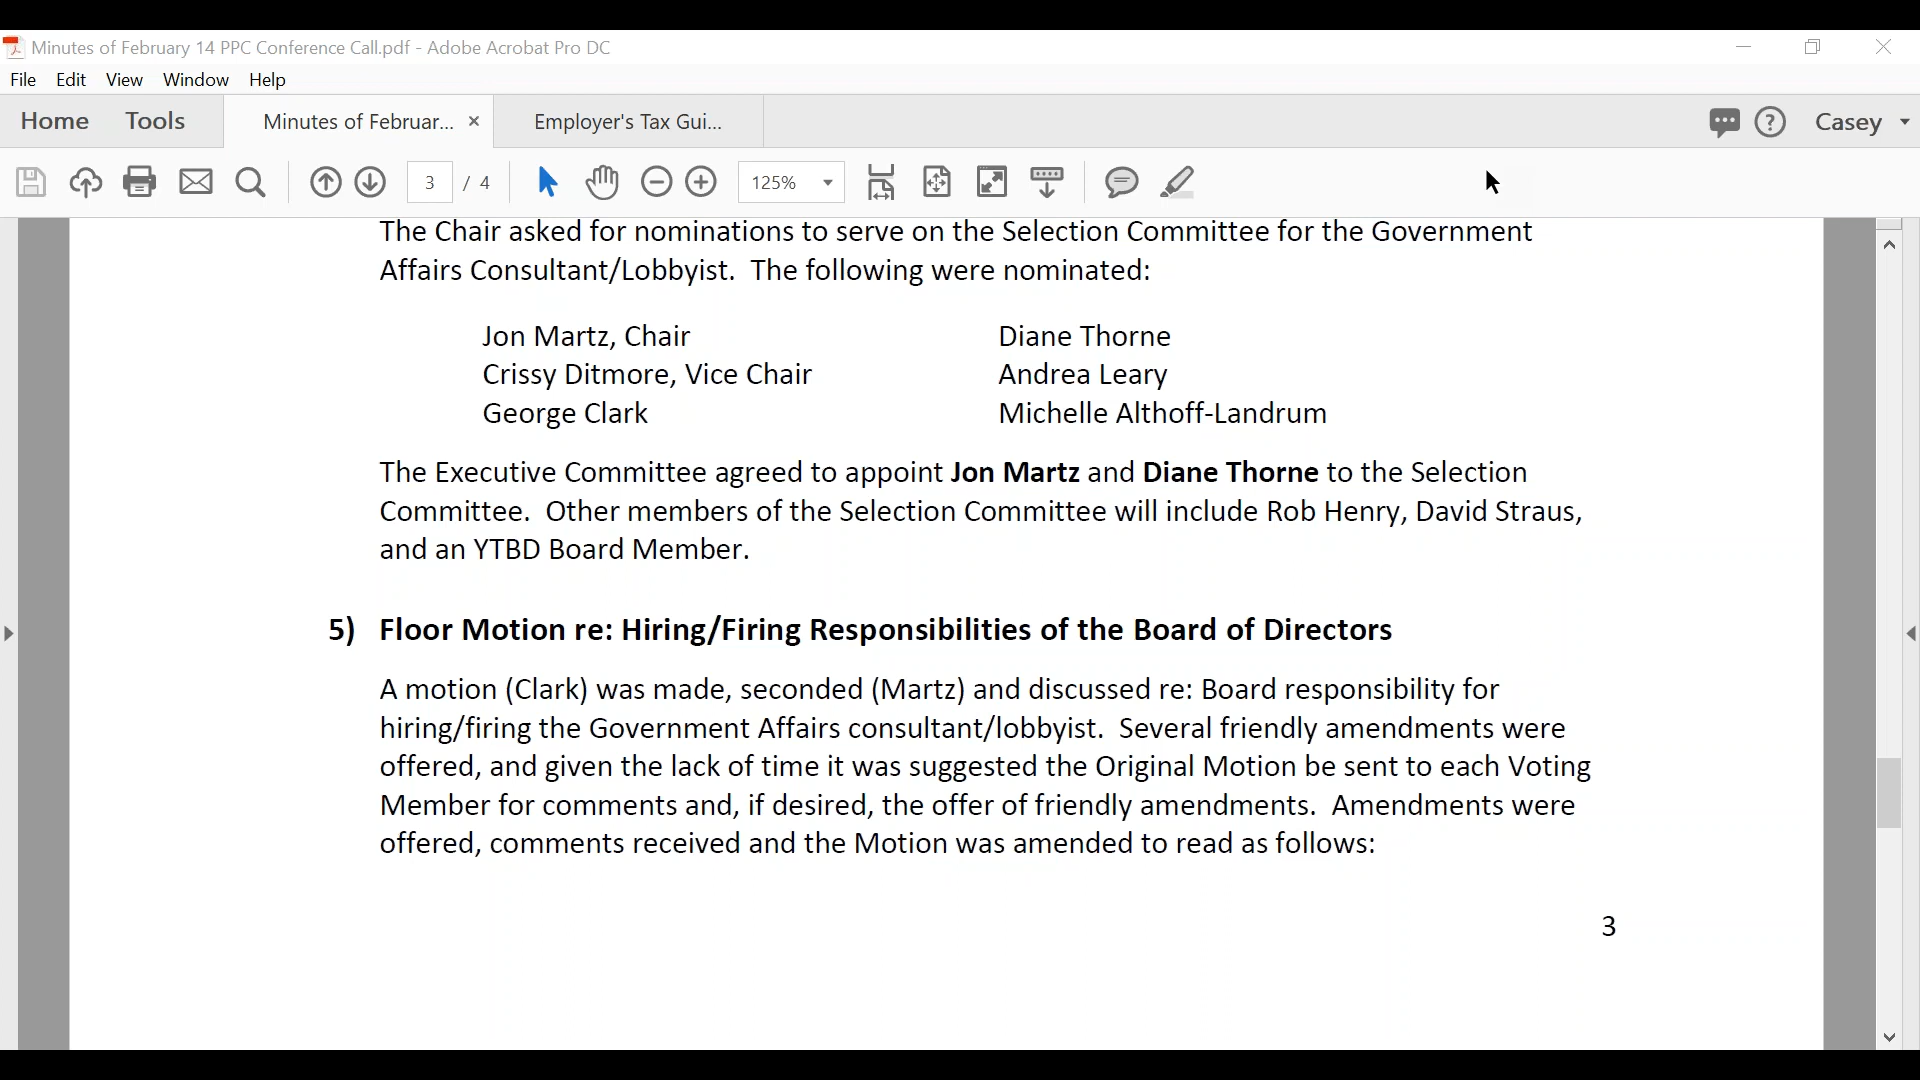 Minutes of February 14 PPC Conference Call.pdf - Adobe Acrobat Pro DC
File Edit View Window Help
Home Tools Minutes of Februar... Employer's Tax Gui... Casey
3 / 4 125%
The Chair asked for nominations to serve on the Selection Committee for the Government
Affairs Consultant/Lobbyist. The following were nominated:
Jon Martz, Chair Diane Thorne
Crissy Ditmore, Vice Chair Andrea Leary
George Clark Michelle Althoff-Landrum
The Executive Committee agreed to appoint Jon Martz and Diane Thorne to the Selection
Committee. Other members of the Selection Committee will include Rob Henry, David Straus,
and an YTBD Board Member.
5) Floor Motion re: Hiring/Firing Responsibilities of the Board of Directors
A motion (Clark) was made, seconded (Martz) and discussed re: Board responsibility for
hiring/firing the Government Affairs consultant/lobbyist. Several friendly amendments were
offered, and given the lack of time it was suggested the Original Motion be sent to each Voting
Member for comments and, if desired, the offer of friendly amendments. Amendments were
offered, comments received and the Motion was amended to read as follows:
3